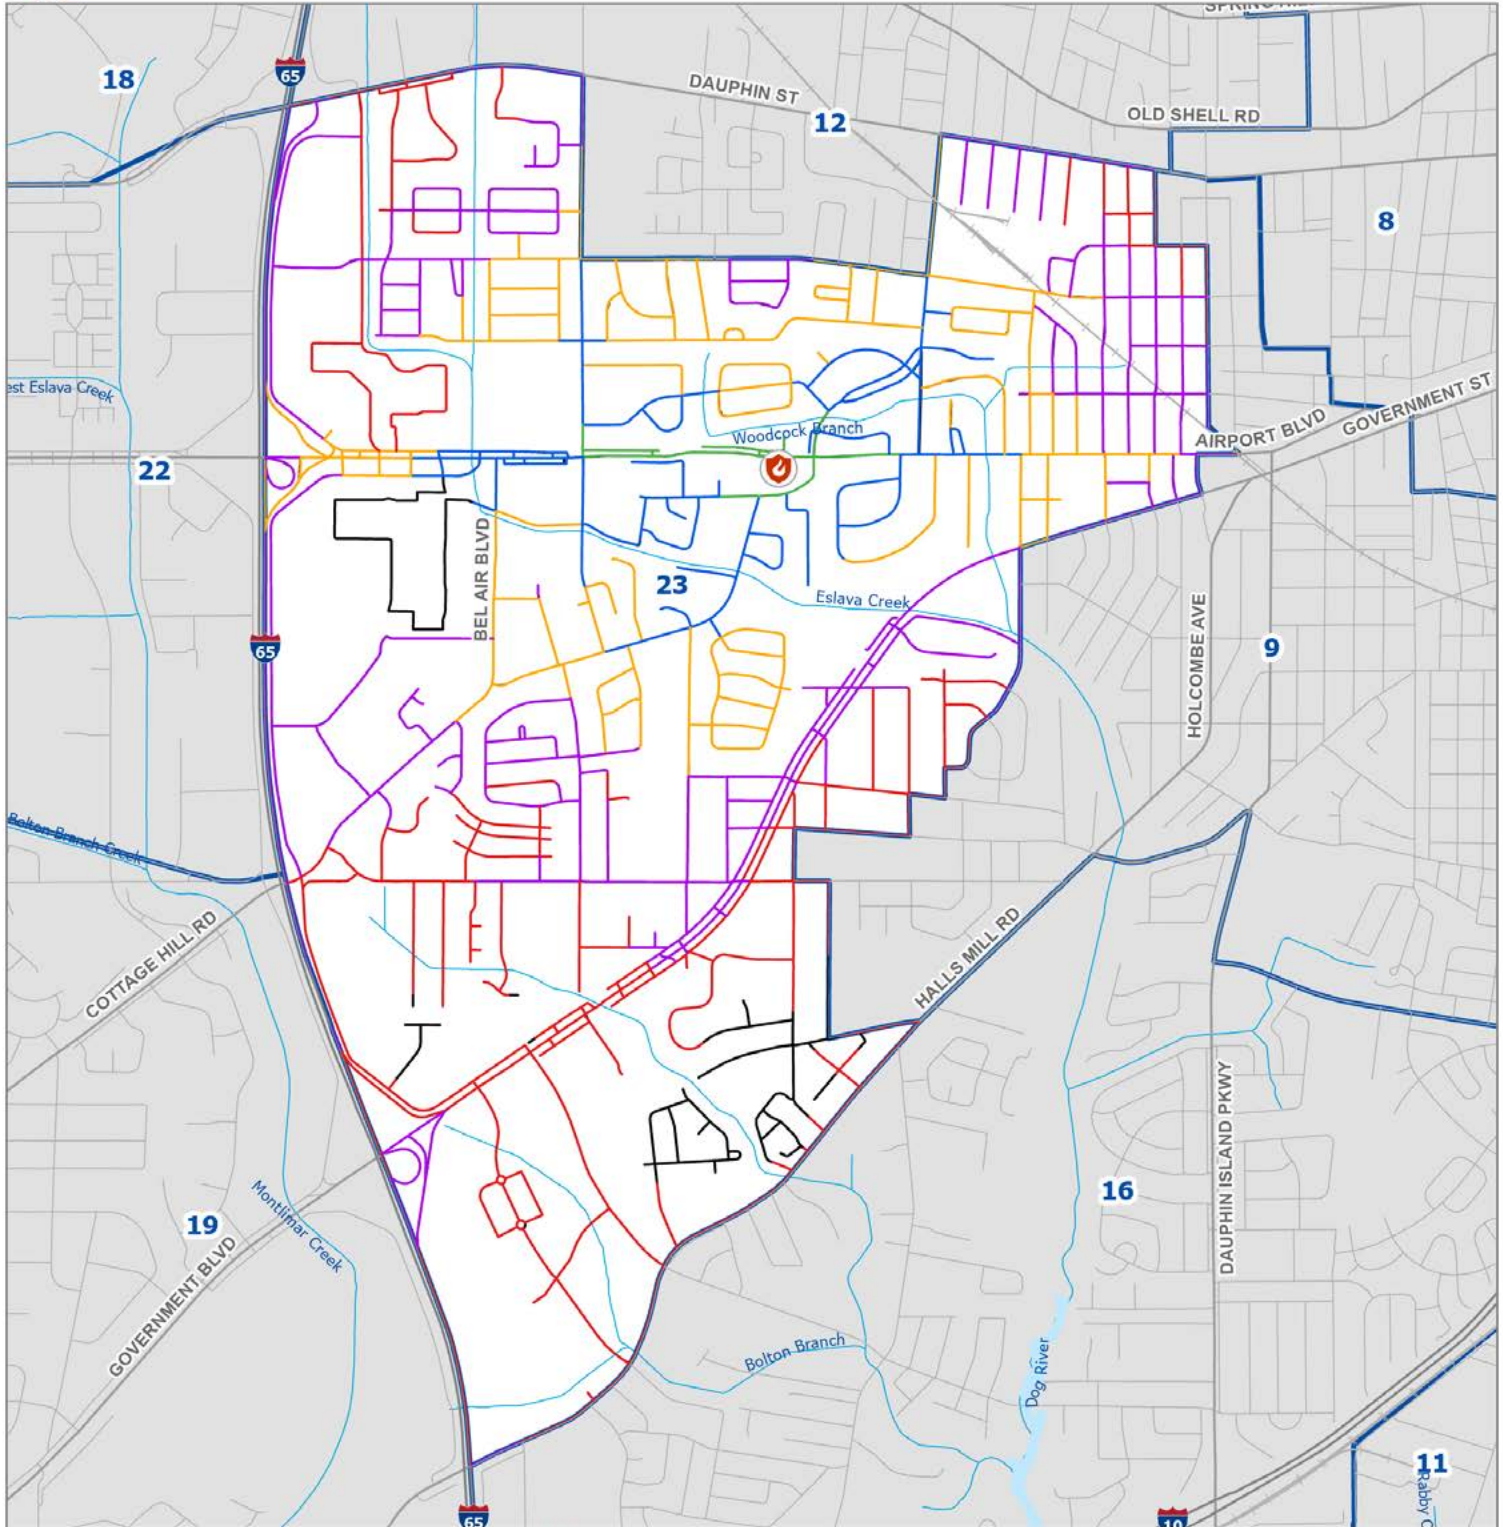 18
65
DAUPHIN ST
12
OLD SHELL RD
8
est Eslava Creek
22
Woodcock Branch
AIRPORT BLVD
GOVERNMENT ST
BEL AIR BLVD
23
Eslava Creek
65
HOLCOMBE AVE
9
Bolton Branch Creek
COTTAGE HILL RD
HALLS MILL RD
DAUPHIN ISLAND PKWY
16
19
Montlimar Creek
GOVERNMENT BLVD
Bolton Branch
Dog River
11
65
10